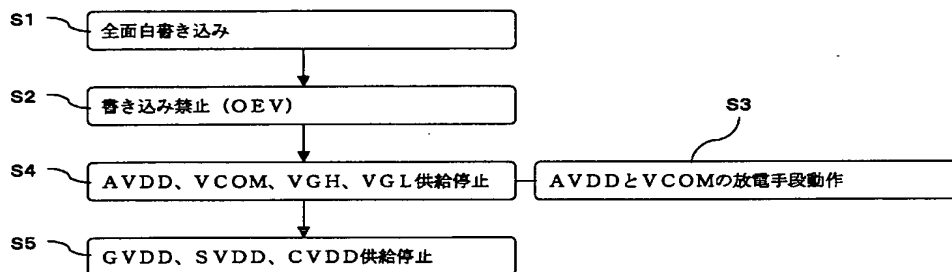 S1
全面白書き込み
S2
書き込み禁止（ＯＥＶ）
S3
S4
ＡＶＤＤ、ＶＣＯＭ、ＶＧＨ、ＶＧＬ供給停止
ＡＶＤＤとＶＣＯＭの放電手段動作
S5
ＧＶＤＤ、ＳＶＤＤ、ＣＶＤＤ供給停止